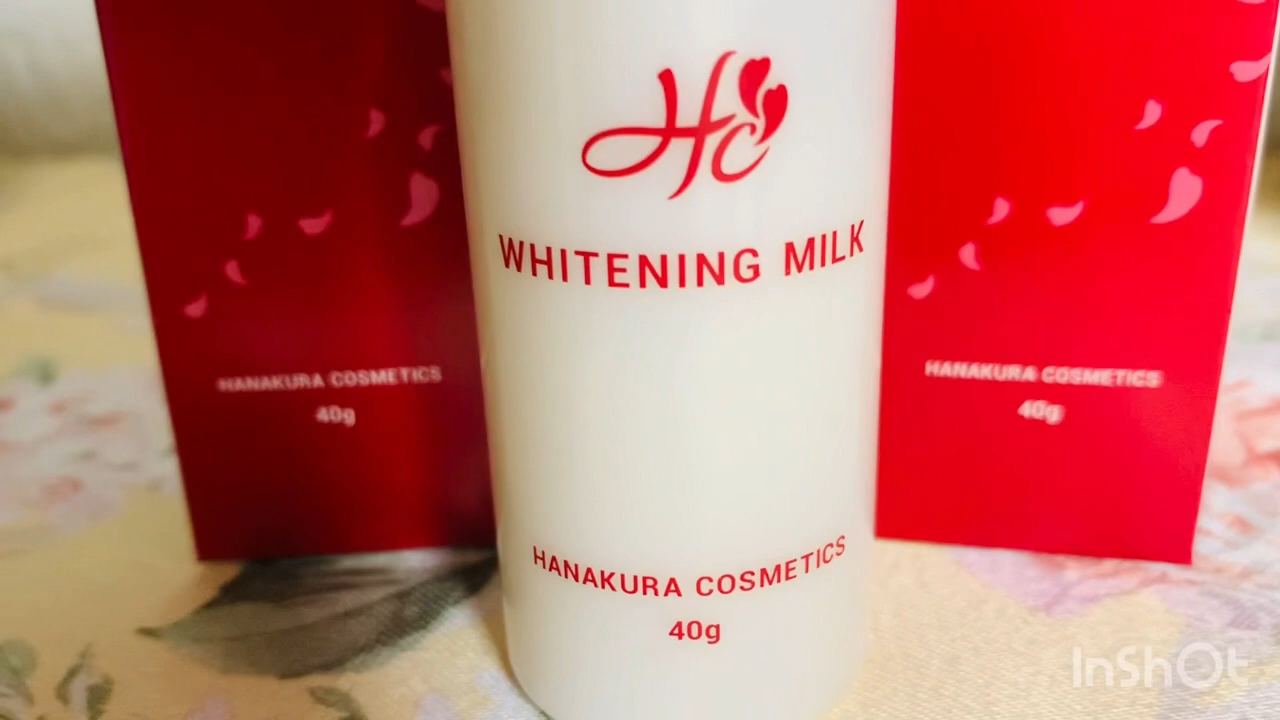 Hc
WHITENING MILK
HANAKURA COSMETICS
40g
HANAKURA COSMETICS
40g
HANAKURA COSMETICS
40g
InShOt